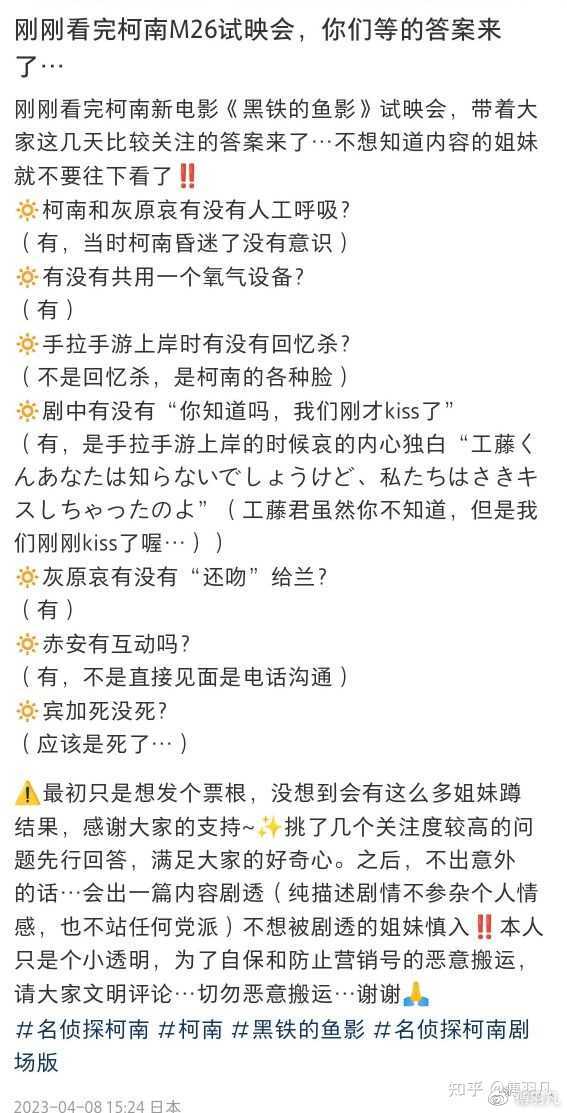 刚刚看完柯南M26试映会，你们等的答案来
了…
刚刚看完柯南新电影《黑铁的鱼影》试映会，带着大
家这几天比较关注的答案来了…不想知道内容的姐妹
就不要往下看了‼️
🔅柯南和灰原哀有没有人工呼吸？
（有，当时柯南昏迷了没有意识）
🔅有没有共用一个氧气设备？
（有）
🔅手拉手游上岸时有没有回忆杀？
（不是回忆杀，是柯南的各种脸）
🔅剧中有没有“你知道吗，我们刚才kiss了”
（有，是手拉手游上岸的时候哀的内心独白“工藤く
んあなたは知らないでしょうけど、私たちはさきキ
スしちゃったのよ”（工藤君虽然你不知道，但是我
们刚刚kiss了喔…））
🔅灰原哀有没有“还吻”给兰？
（有）
🔅赤安有互动吗？
（有，不是直接见面是电话沟通）
🔅宾加死没死？
（应该是死了…）
⚠️最初只是想发个票根，没想到会有这么多姐妹蹲
结果，感谢大家的支持~✨挑了几个关注度较高的问
题先行回答，满足大家的好奇心。之后，不出意外
的话…会出一篇内容剧透（纯描述剧情不参杂个人情
感，也不站任何党派）不想被剧透的姐妹慎入‼️本人
只是个小透明，为了自保和防止营销号的恶意搬运，
请大家文明评论…切勿恶意搬运…谢谢🙏
#名侦探柯南 #柯南 #黑铁的鱼影 #名侦探柯南剧
场版
2023-04-08 15:24 日本
知乎